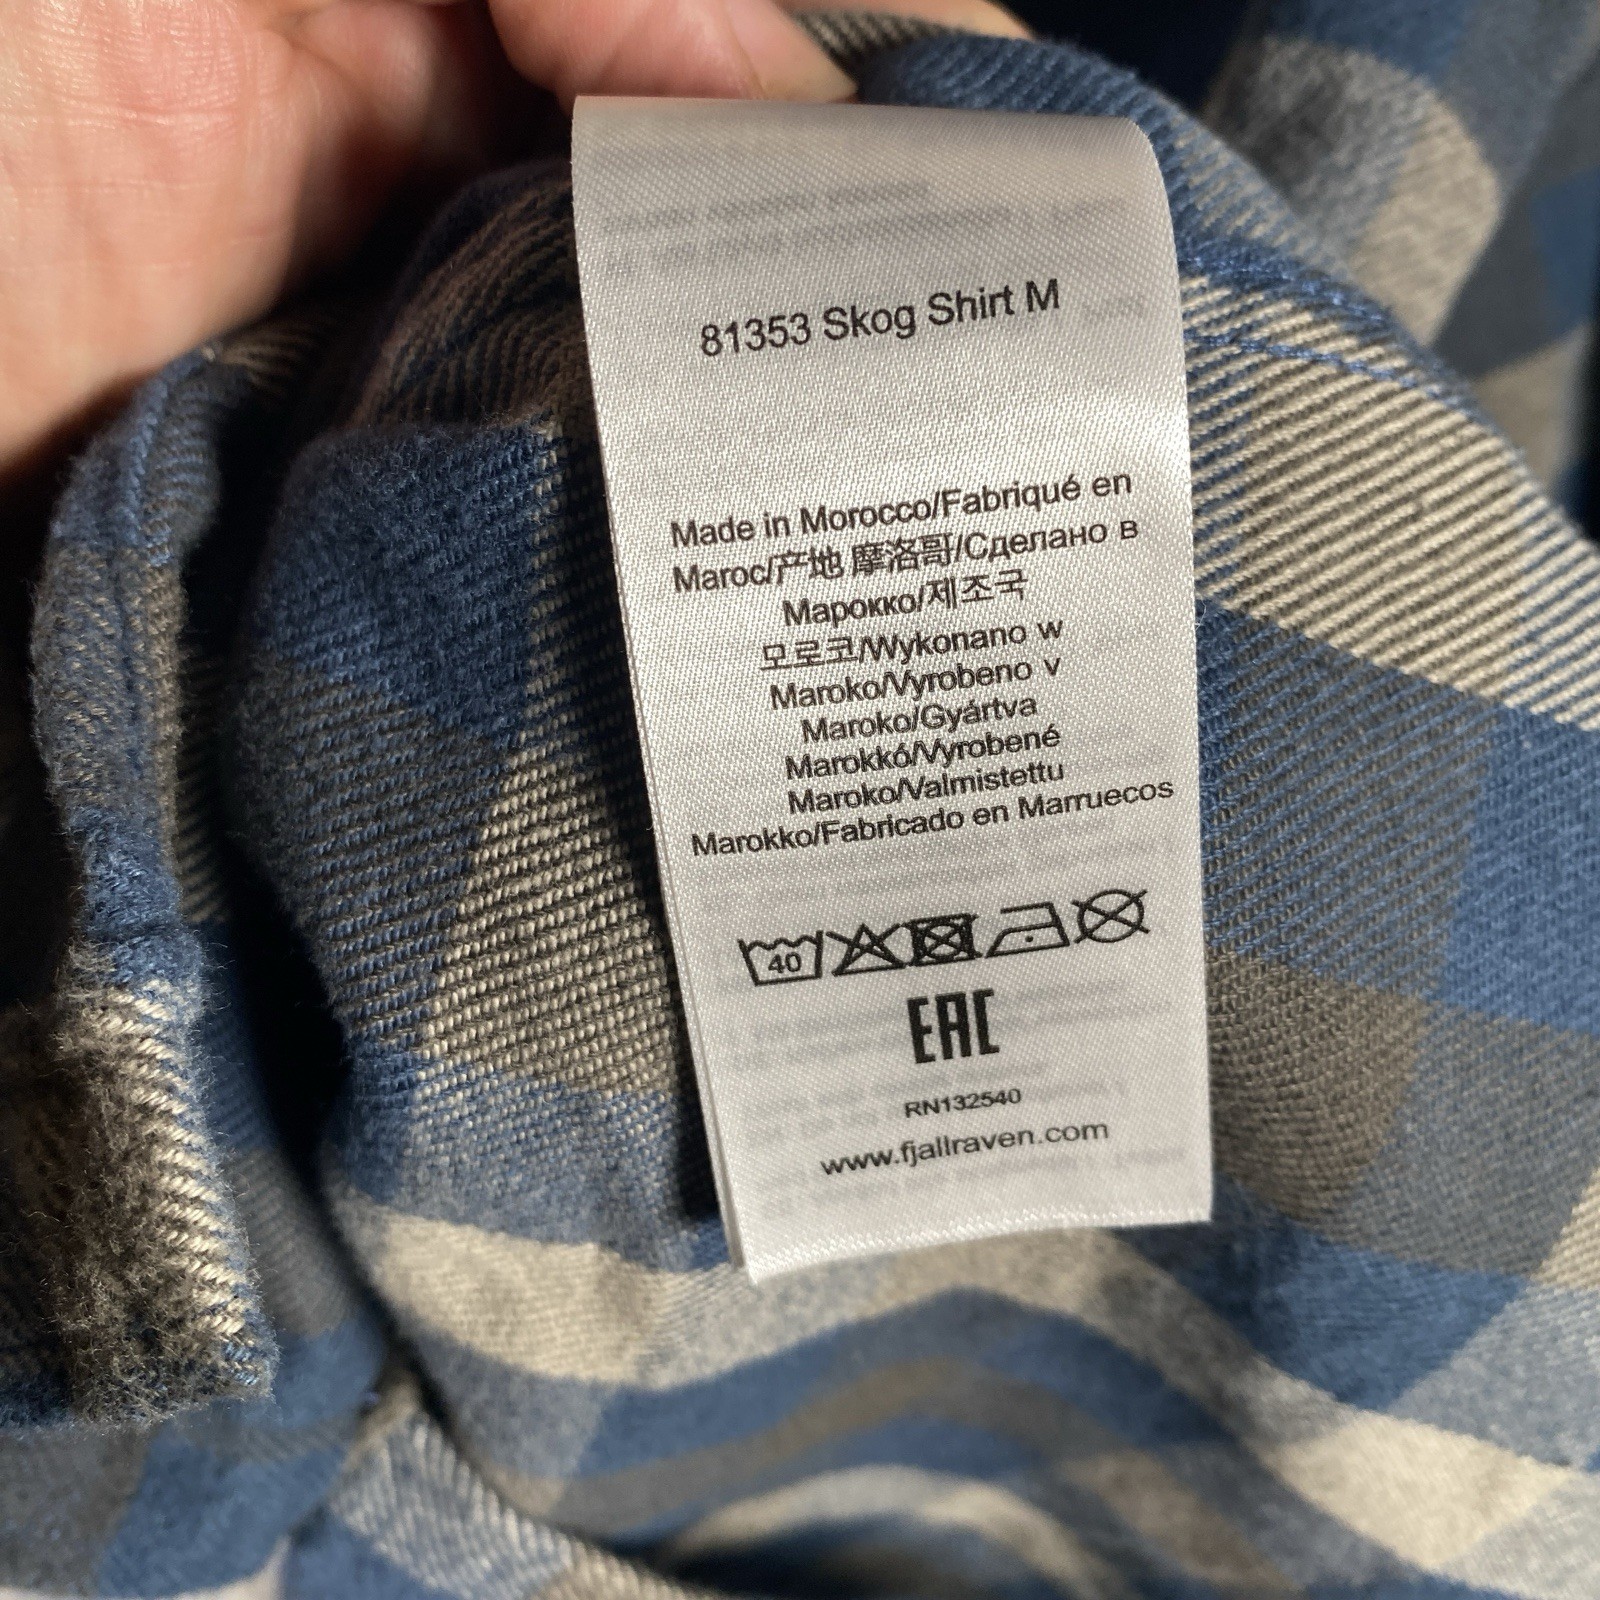 81353 Skog Shirt M
Made in Morocco/Fabriqué en
Maroc/产地 摩洛哥/Сделано в
Марокко/제조국
모로코/Wykonano w
Maroko/Vyrobeno v
Maroko/Gyártva
Marokkó/Vyrobené
Maroko/Valmistettu
Marokko/Fabricado en Marruecos
40
EAC
RN132540
www.fjallraven.com